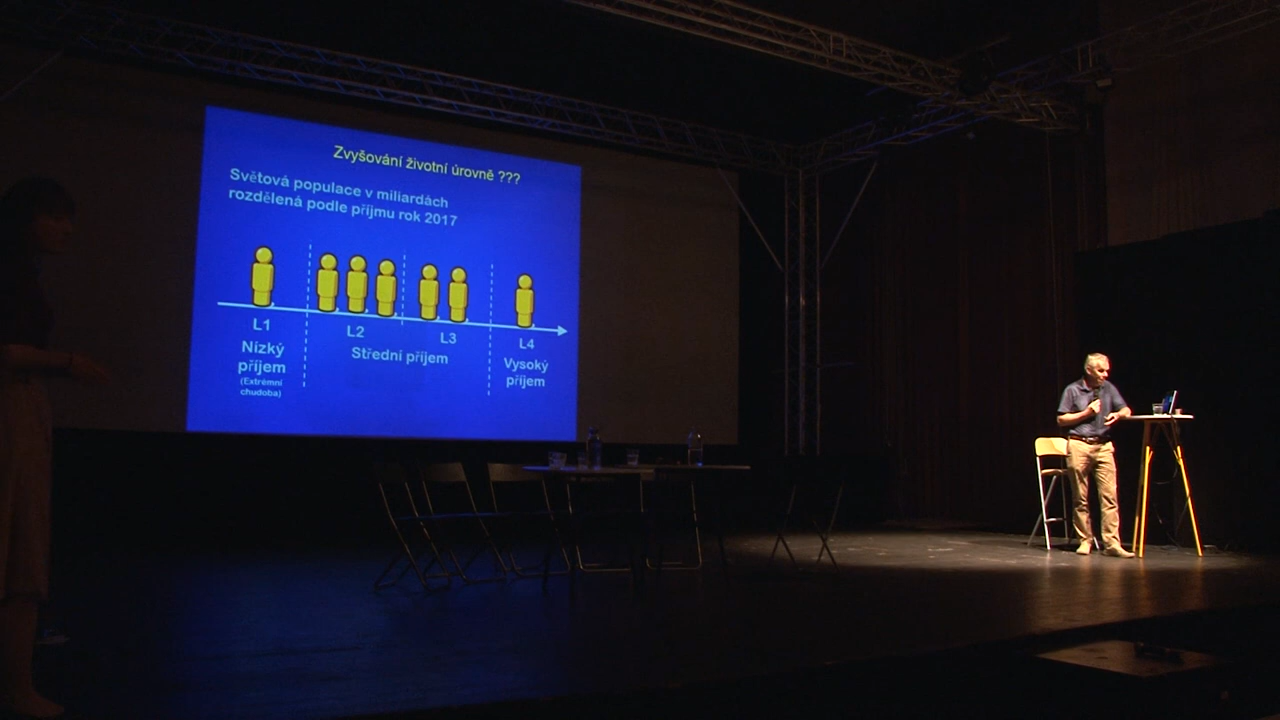 Zvyšování životní úrovně ???
Světová populace v miliardách
rozdělená podle příjmu rok 2017
L1
L2
L3
L4
Nízký
příjem
(Extrémní
chudoba)
Střední příjem
Vysoký
příjem